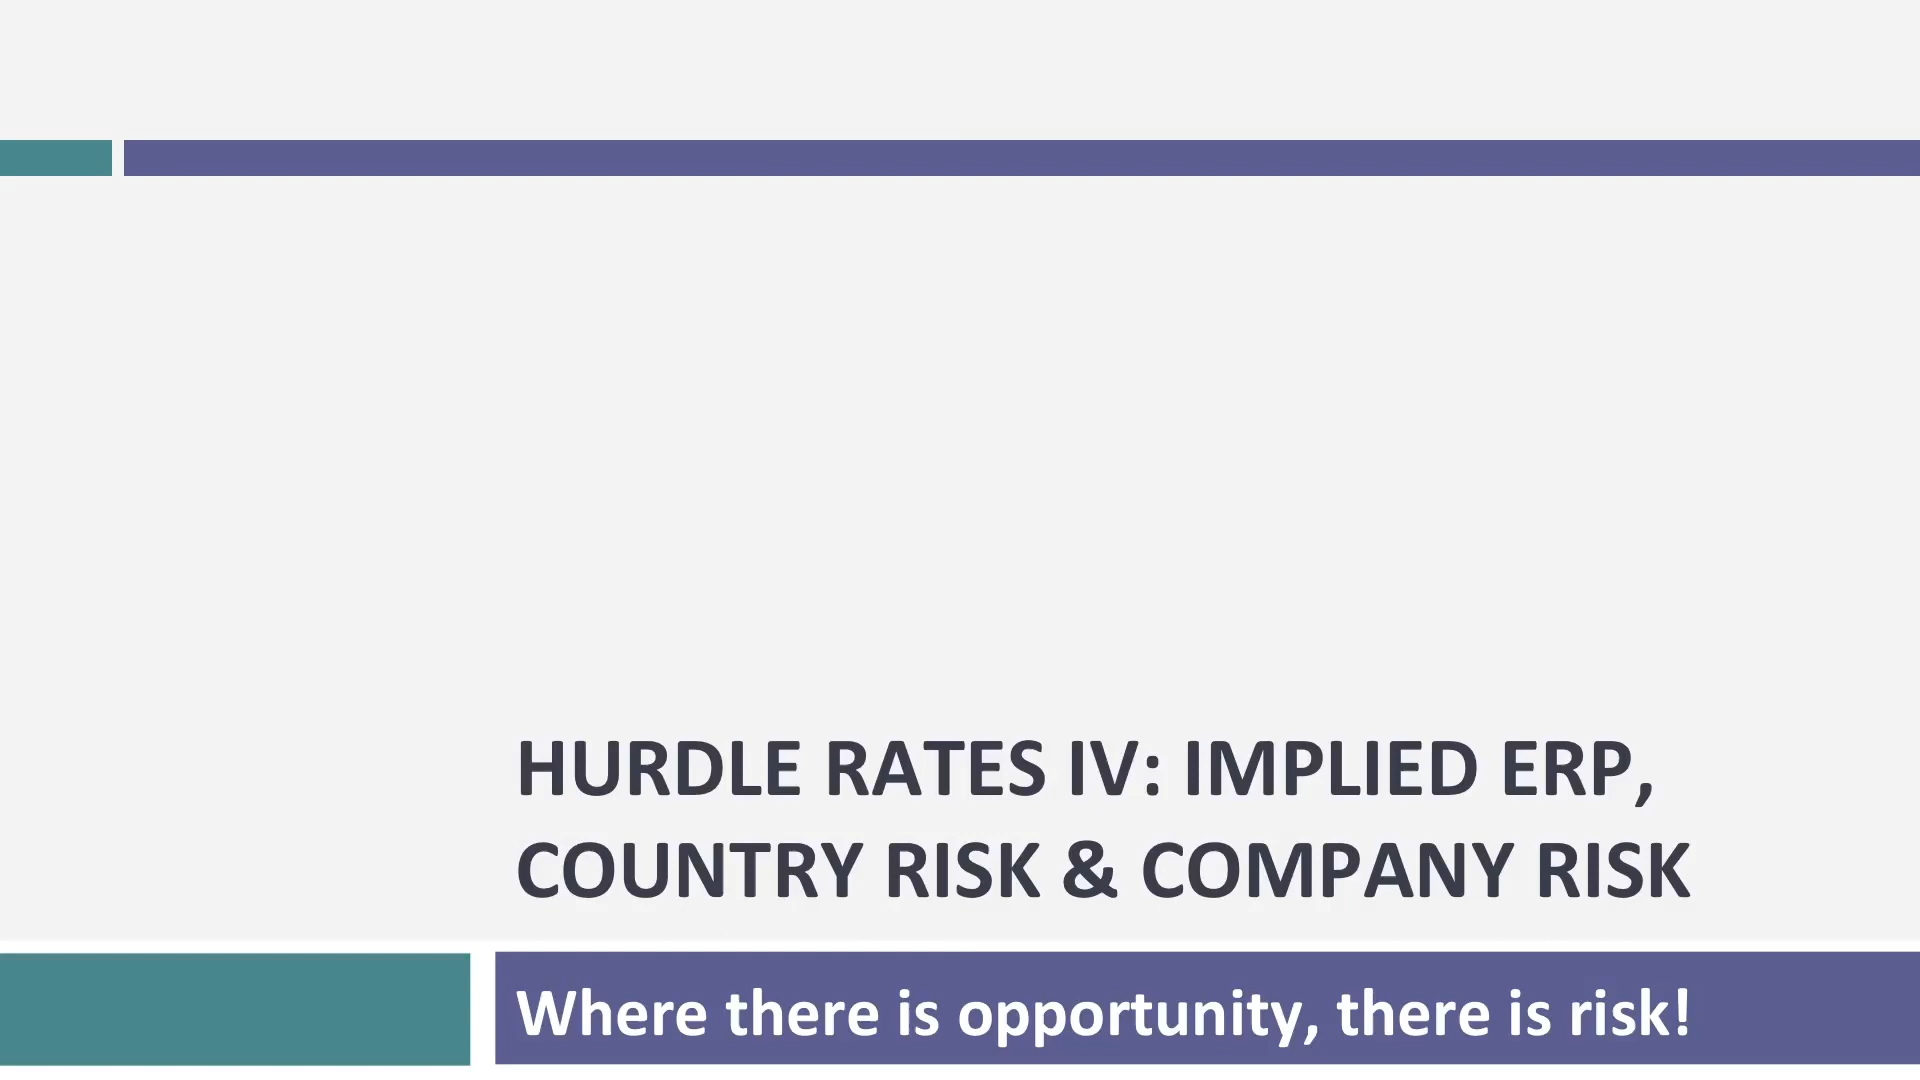 HURDLE RATES IV: IMPLIED ERP,
COUNTRY RISK & COMPANY RISK
Where there is opportunity, there is risk!